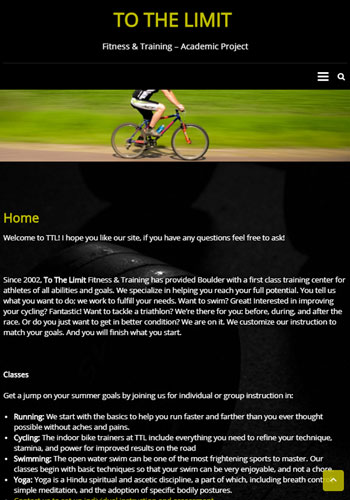 TO THE LIMIT
Fitness & Training – Academic Project
Home
Welcome to TTL! I hope you like our site, if you have any questions feel free to ask!
Since 2002, To The Limit Fitness & Training has provided Boulder with a first class training center for
athletes of all abilities and goals. We specialize in helping you reach your full potential. You tell us
what you want to do; we work to fulfill your needs. Want to swim? Great! Interested in improving
your cycling? Fantastic! Want to tackle a triathlon? We're there for you: before, during, and after the
race. Or do you just want to get in better condition? We are on it. We customize our instruction to
match your goals. And you will finish what you start.
Classes
Get a jump on your summer goals by joining us for individual or group instruction in:
• Running: We start with the basics to help you run faster and farther than you ever thought
possible without aches and pains.
• Cycling: The indoor bike trainers at TTL include everything you need to refine your technique,
stamina, and power for improved results on the road
• Swimming: The open water swim can be one of the most frightening sports to master. Our
classes begin with basic techniques so that your swim can be very enjoyable, and not a chore.
• Yoga: Yoga is a Hindu spiritual and ascetic discipline, a part of which, including breath control,
simple meditation, and the adoption of specific bodily postures.